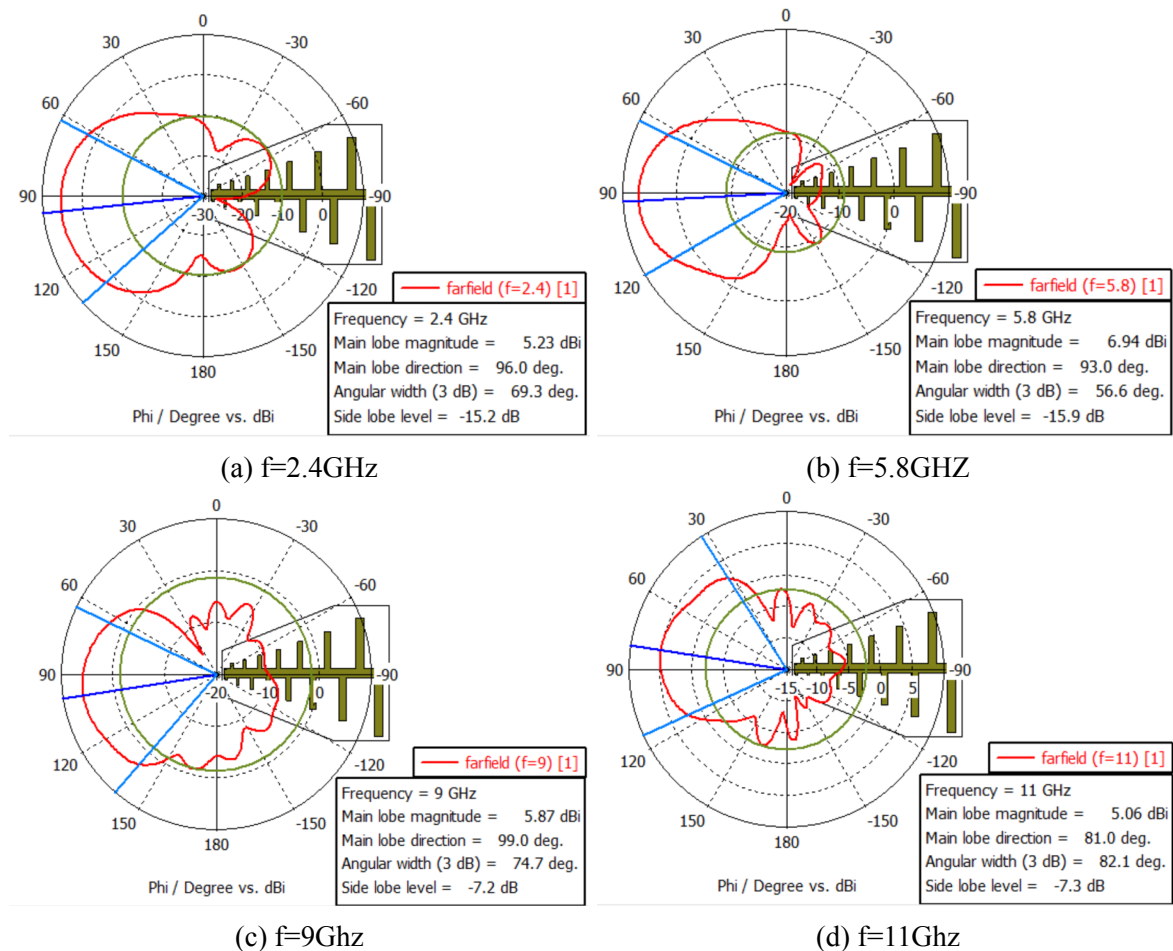 0
30
-30
60
-60
90
-30
-20
-10
0
-90
120
-120
150
-150
180
Phi / Degree vs. dBi
farfield (f=2.4) [1]
Frequency = 2.4 GHz
Main lobe magnitude = 5.23 dBi
Main lobe direction = 96.0 deg.
Angular width (3 dB) = 69.3 deg.
Side lobe level = -15.2 dB
(a) f=2.4GHz
0
30
-30
60
-60
90
-20
-10
0
-90
120
-120
150
-150
180
Phi / Degree vs. dBi
farfield (f=5.8) [1]
Frequency = 5.8 GHz
Main lobe magnitude = 6.94 dBi
Main lobe direction = 93.0 deg.
Angular width (3 dB) = 56.6 deg.
Side lobe level = -15.9 dB
(b) f=5.8GHZ
0
30
-30
60
-60
90
-20
-10
0
-90
120
-120
150
-150
180
Phi / Degree vs. dBi
farfield (f=9) [1]
Frequency = 9 GHz
Main lobe magnitude = 5.87 dBi
Main lobe direction = 99.0 deg.
Angular width (3 dB) = 74.7 deg.
Side lobe level = -7.2 dB
(c) f=9Ghz
0
30
-30
60
-60
90
-15
-10
-5
0
5
-90
120
-120
150
-150
180
Phi / Degree vs. dBi
farfield (f=11) [1]
Frequency = 11 GHz
Main lobe magnitude = 5.06 dBi
Main lobe direction = 81.0 deg.
Angular width (3 dB) = 82.1 deg.
Side lobe level = -7.3 dB
(d) f=11Ghz